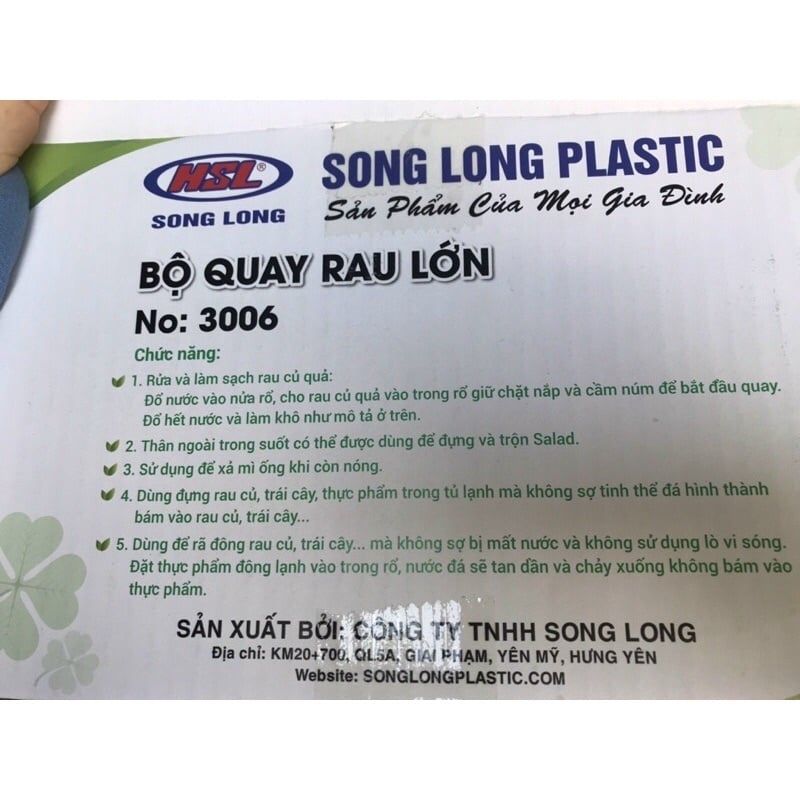 HSL®
SONG LONG
SONG LONG PLASTIC
Sản Phẩm Của Mọi Gia Đình
BỘ QUAY RAU LỚN
No: 3006
Chức năng:
1. Rửa và làm sạch rau củ quả:
Đổ nước vào nửa rổ, cho rau củ quả vào trong rổ giữ chặt nắp và cầm núm để bắt đầu quay.
Đổ hết nước và làm khô như mô tả ở trên.
2. Thân ngoài trong suốt có thể được dùng để đựng và trộn Salad.
3. Sử dụng để xả mì ống khi còn nóng.
4. Dùng đựng rau củ, trái cây, thực phẩm trong tủ lạnh mà không sợ tinh thể đá hình thành
bám vào rau củ, trái cây...
5. Dùng để rã đông rau củ, trái cây... mà không sợ bị mất nước và không sử dụng lò vi sóng.
Đặt thực phẩm đông lạnh vào trong rổ, nước đá sẽ tan dần và chảy xuống không bám vào
thực phẩm.
SẢN XUẤT BỞI: CÔNG TY TNHH SONG LONG
Địa chỉ: KM20+700, QL5A, GIAI PHẠM, YÊN MỸ, HƯNG YÊN
Website: SONGLONGPLASTIC.COM